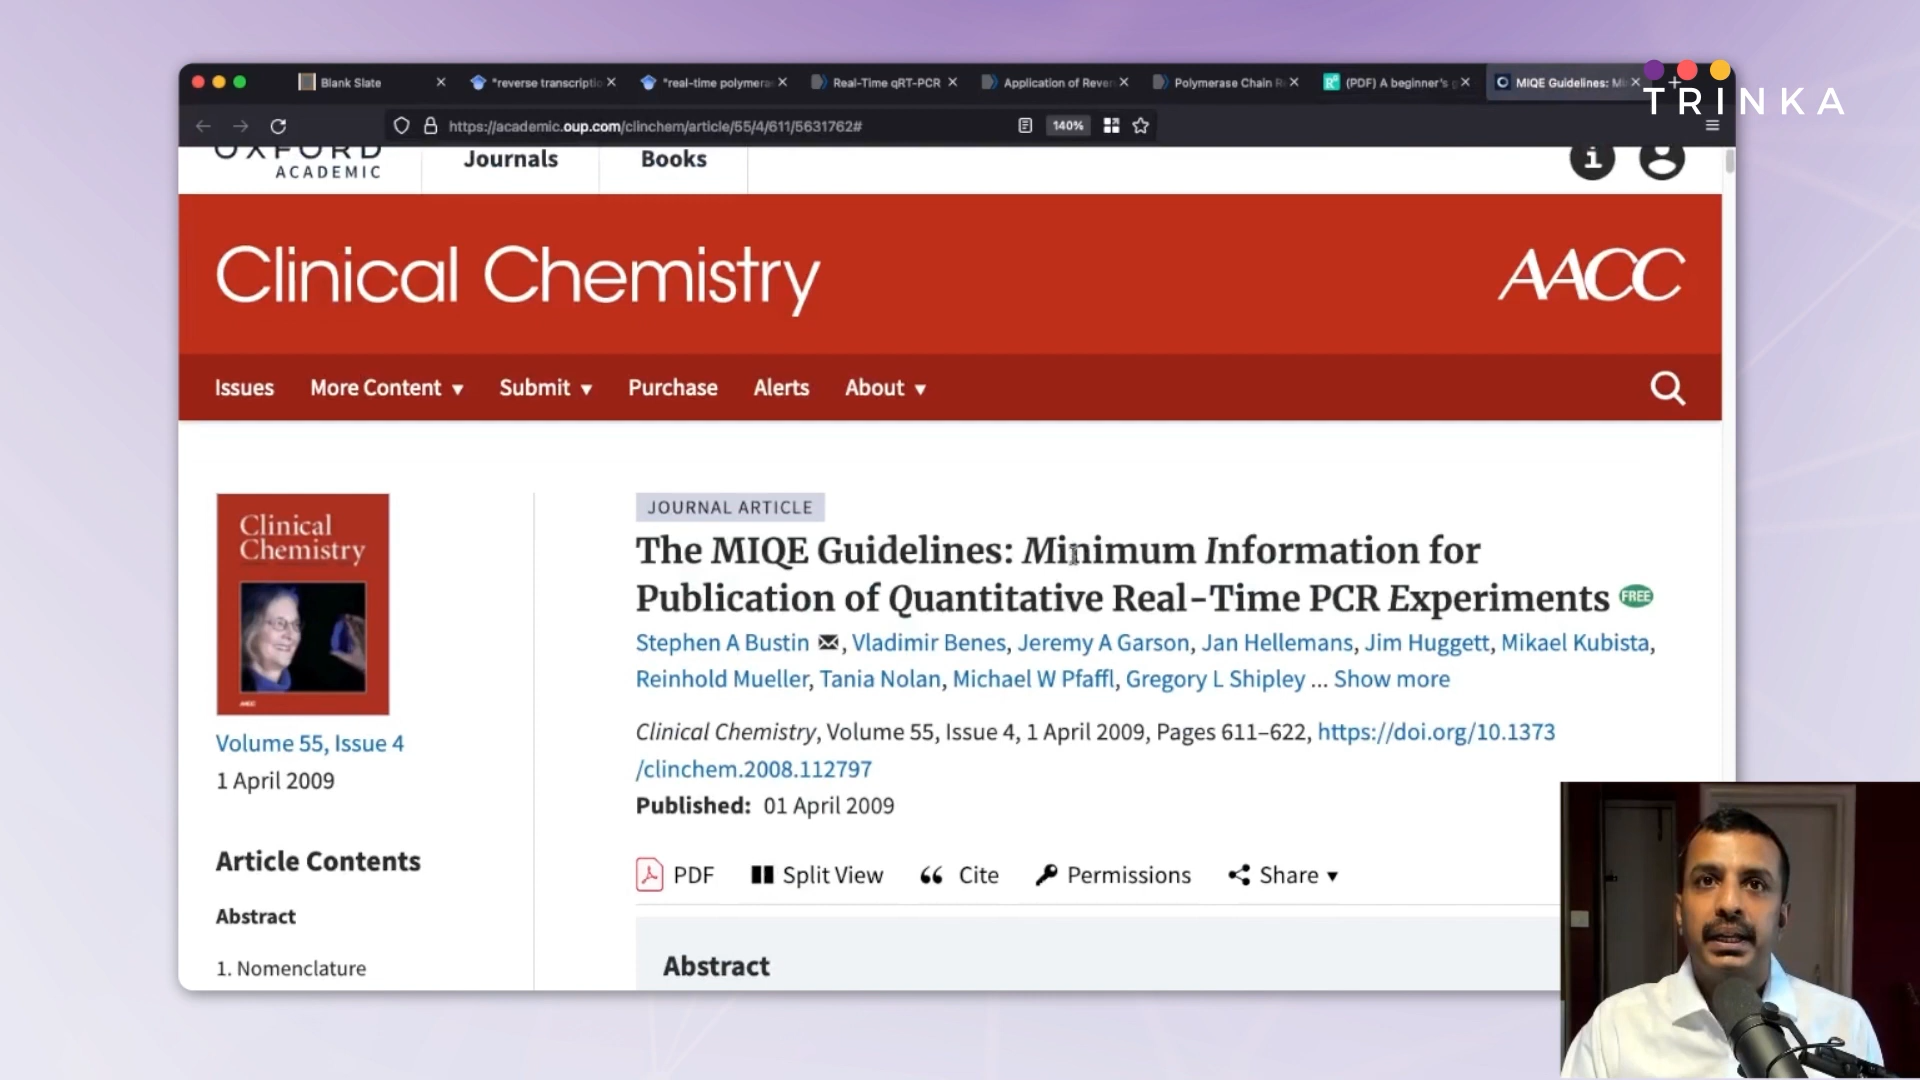 TRINKA
Blank Slate
*reverse transcriptio
*real-time polymera
Real-Time qRT-PCR
Application of Rever
Polymerase Chain R
(PDF) A beginner's g
MIQE Guidelines: M
https://academic.oup.com/clinchem/article/55/4/611/5631762#
140%
OXFORD
ACADEMIC
Journals
Books
Clinical Chemistry
AACC
Issues
More Content
Submit
Purchase
Alerts
About
Clinical
Chemistry
AACC
Volume 55, Issue 4
1 April 2009
Article Contents
Abstract
1. Nomenclature
JOURNAL ARTICLE
The MIQE Guidelines: Minimum Information for
Publication of Quantitative Real-Time PCR Experiments FREE
Stephen A Bustin, Vladimir Benes, Jeremy A Garson, Jan Hellemans, Jim Huggett, Mikael Kubista,
Reinhold Mueller, Tania Nolan, Michael W Pfaffl, Gregory L Shipley ... Show more
Clinical Chemistry, Volume 55, Issue 4, 1 April 2009, Pages 611–622, https://doi.org/10.1373
/clinchem.2008.112797
Published: 01 April 2009
PDF
Split View
Cite
Permissions
Share
Abstract